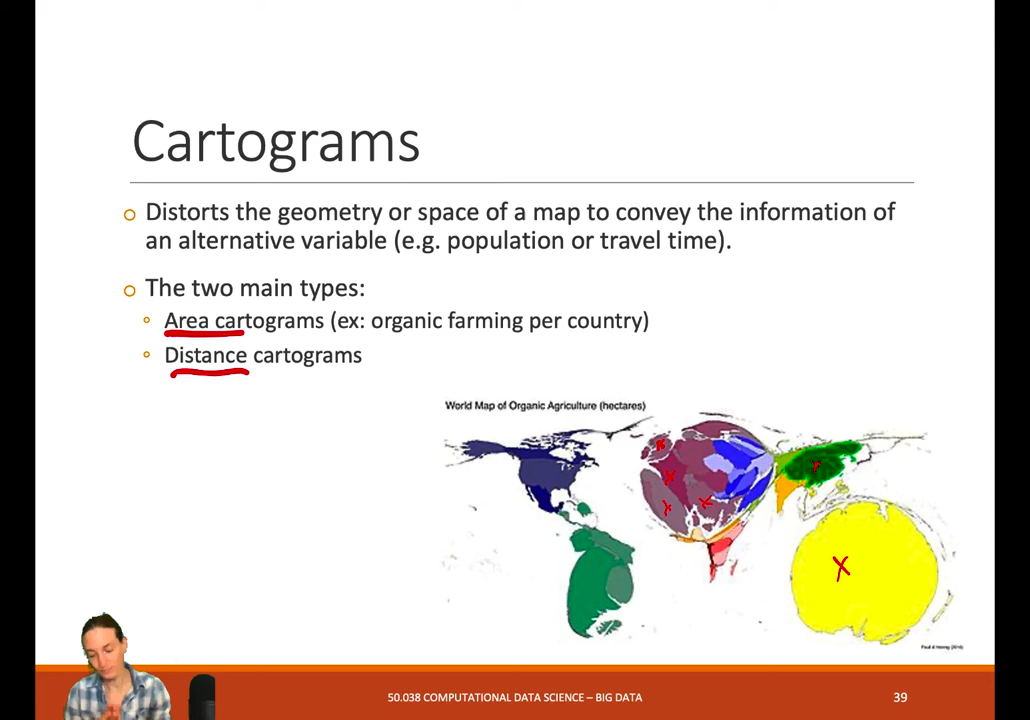 Cartograms
Distorts the geometry or space of a map to convey the information of
an alternative variable (e.g. population or travel time).
The two main types:
Area cartograms (ex: organic farming per country)
Distance cartograms
World Map of Organic Agriculture (hectares)
50.038 COMPUTATIONAL DATA SCIENCE – BIG DATA
39